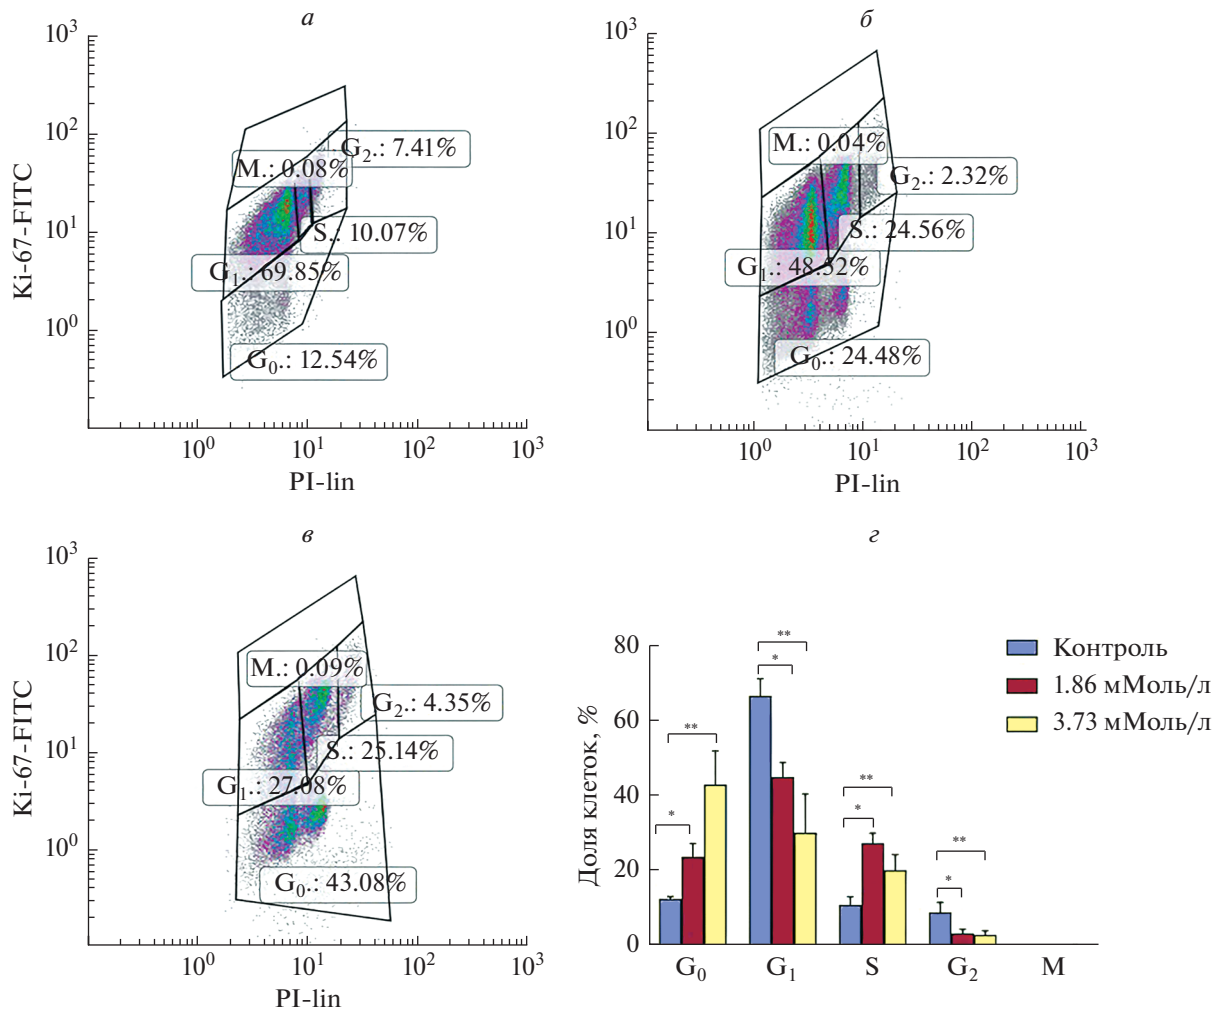 а
10³
10²
10¹
10⁰
Ki-67-FITC
G₂.: 7.41%
M.: 0.08%
S.: 10.07%
G₁.: 69.85%
G₀.: 12.54%
10⁰ 10¹ 10² 10³
PI-lin
б
10³
10²
10¹
10⁰
Ki-67-FITC
M.: 0.04%
G₂.: 2.32%
S.: 24.56%
G₁.: 48.52%
G₀.: 24.48%
10⁰ 10¹ 10² 10³
PI-lin
в
10³
10²
10¹
10⁰
Ki-67-FITC
M.: 0.09%
G₂.: 4.35%
S.: 25.14%
G₁.: 27.08%
G₀.: 43.08%
10⁰ 10¹ 10² 10³
PI-lin
г
80
60
40
20
0
Доля клеток, %
** 
*
**
*
**
*
**
*
Контроль
1.86 мМоль/л
3.73 мМоль/л
G₀ G₁ S G₂ M